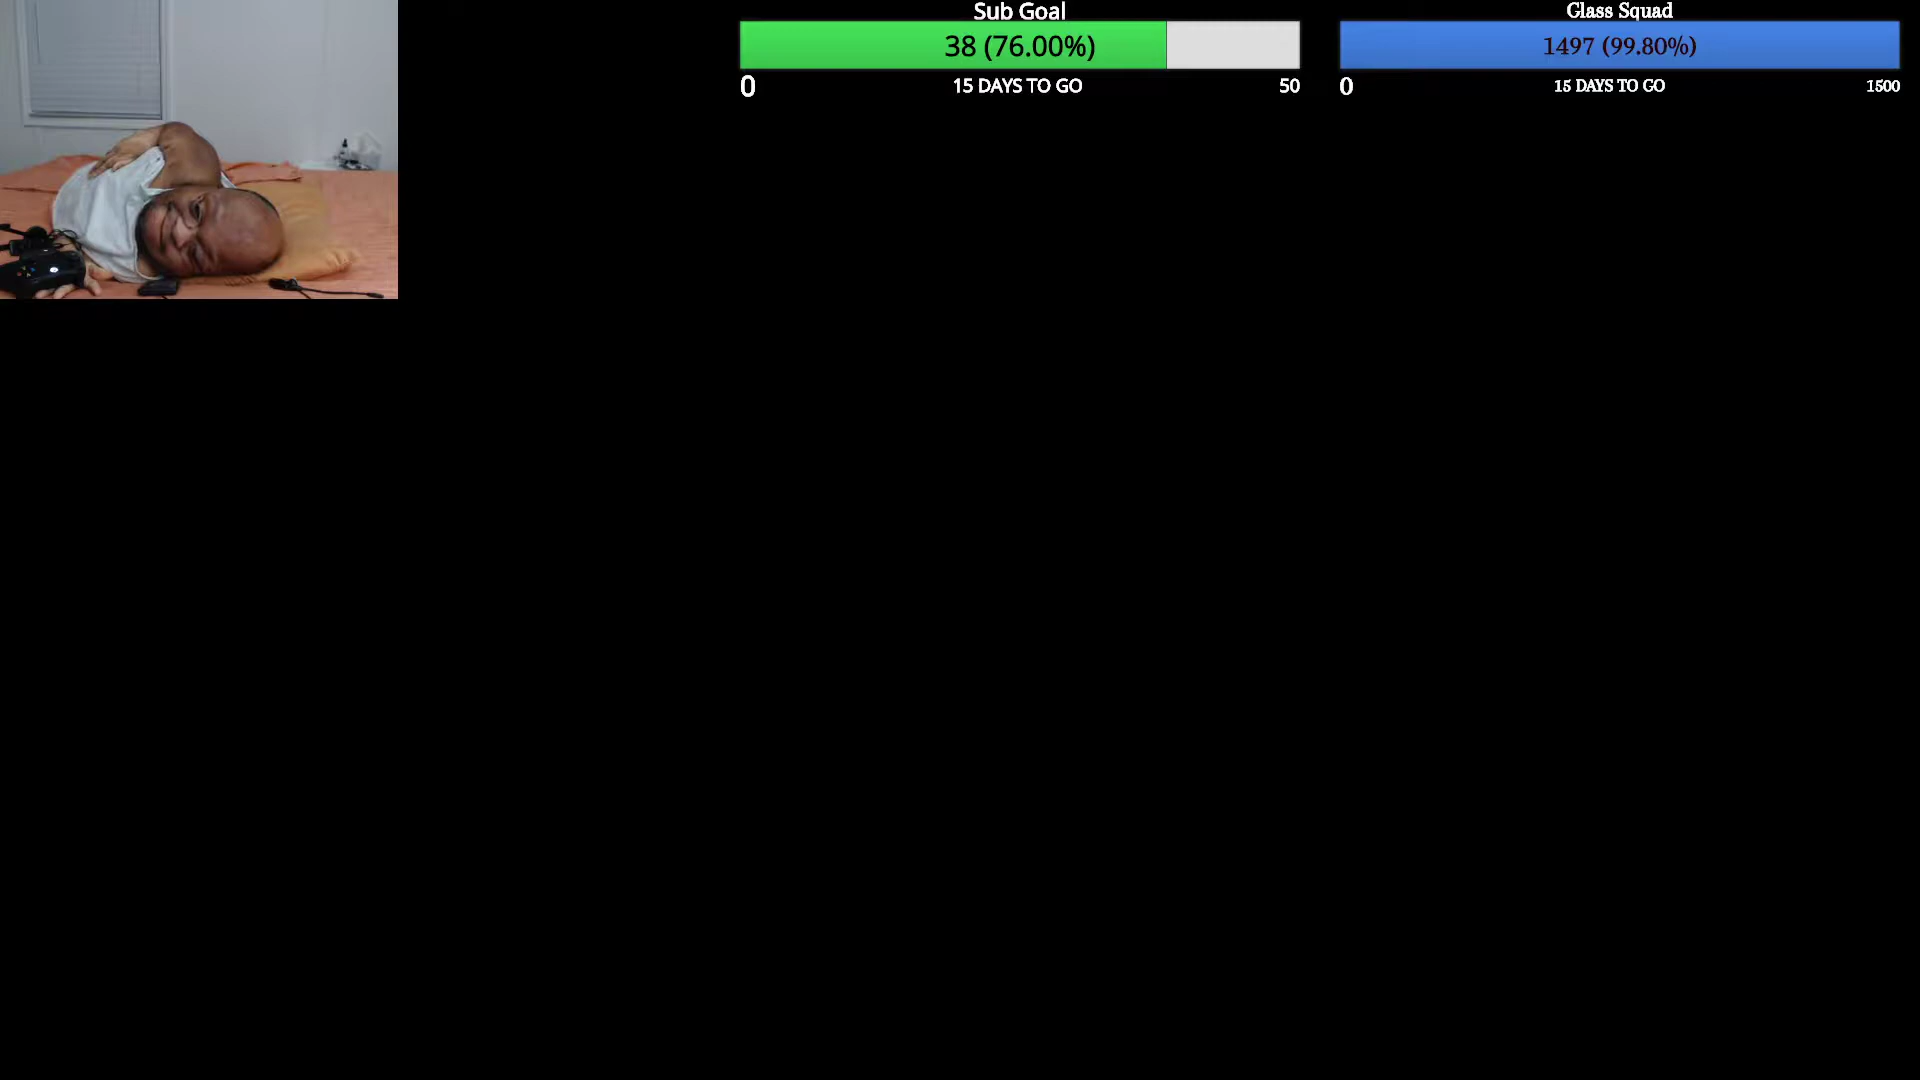 Sub Goal
38 (76.00%)
0 15 DAYS TO GO 50
Glass Squad
1497 (99.80%)
0 15 DAYS TO GO 1500